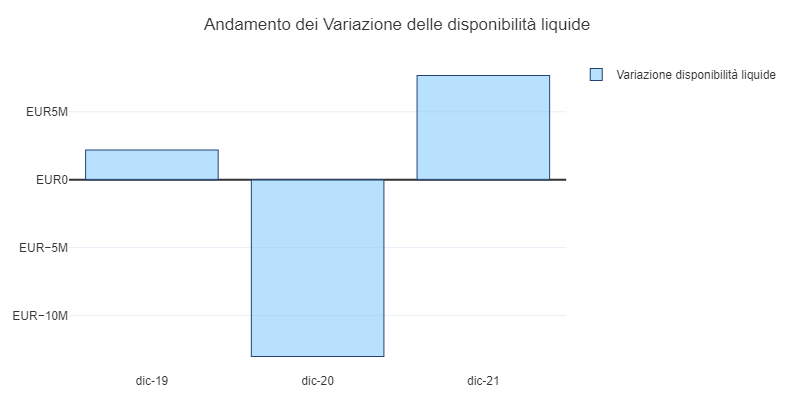 Andamento dei Variazione delle disponibilità liquide
Variazione disponibilità liquide
EUR5M
EUR0
EUR−5M
EUR−10M
dic-19
dic-20
dic-21